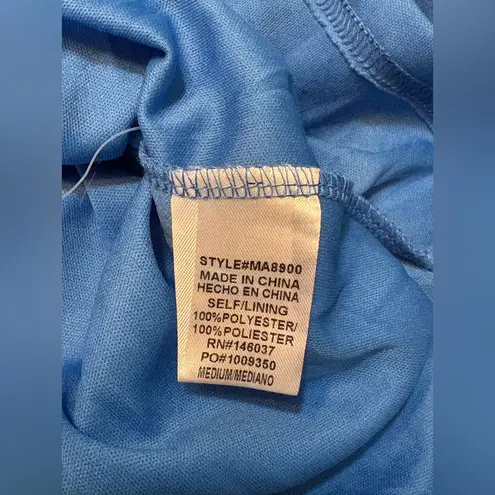 STYLE#MA8900
MADE IN CHINA
HECHO EN CHINA
SELF/LINING
100%POLYESTER/
100%POLIESTER
RN#146037
PO#1009350
MEDIUM/MEDIANO